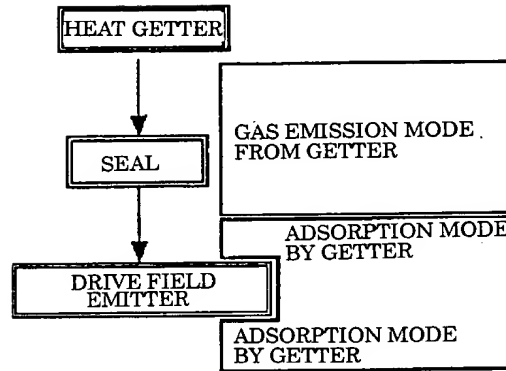 HEAT GETTER
GAS EMISSION MODE
FROM GETTER
SEAL
ADSORPTION MODE
BY GETTER
DRIVE FIELD
EMITTER
ADSORPTION MODE
BY GETTER